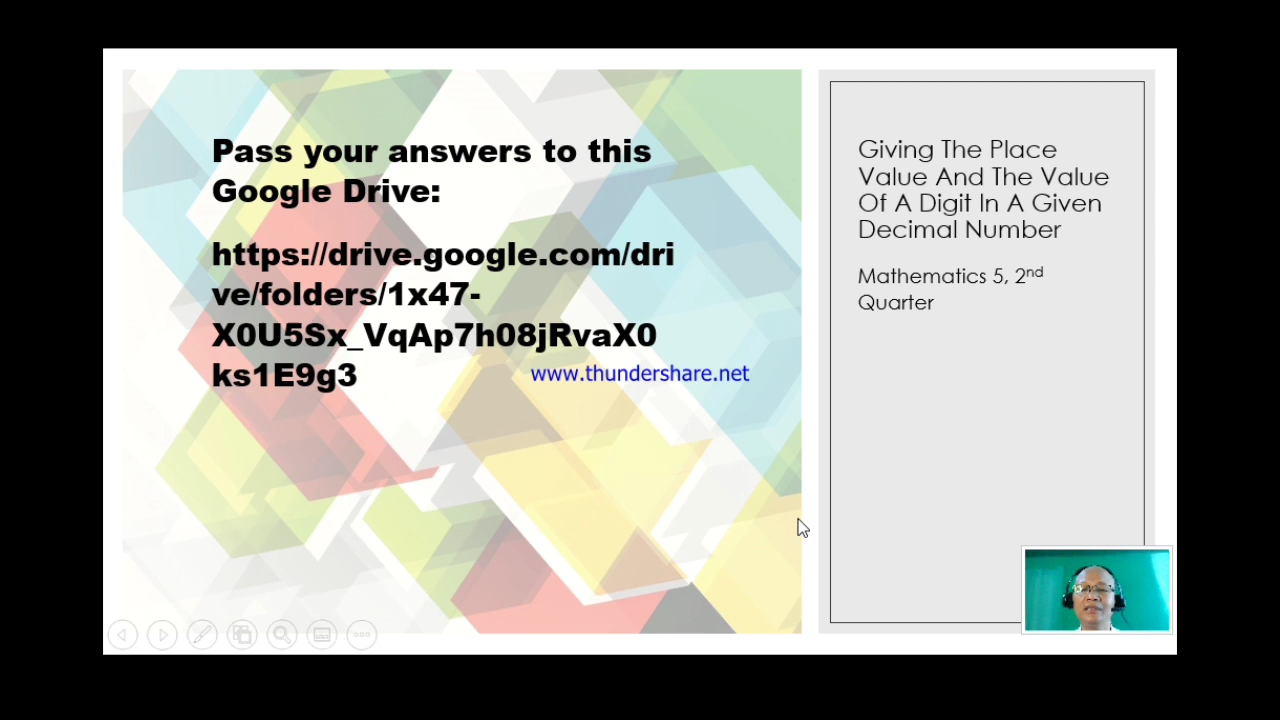 Pass your answers to this
Google Drive:
https://drive.google.com/dri
ve/folders/1x47-
X0U5Sx_VqAp7h08jRvaX0
ks1E9g3
www.thundershare.net
Giving The Place
Value And The Value
Of A Digit In A Given
Decimal Number
Mathematics 5, 2nd
Quarter